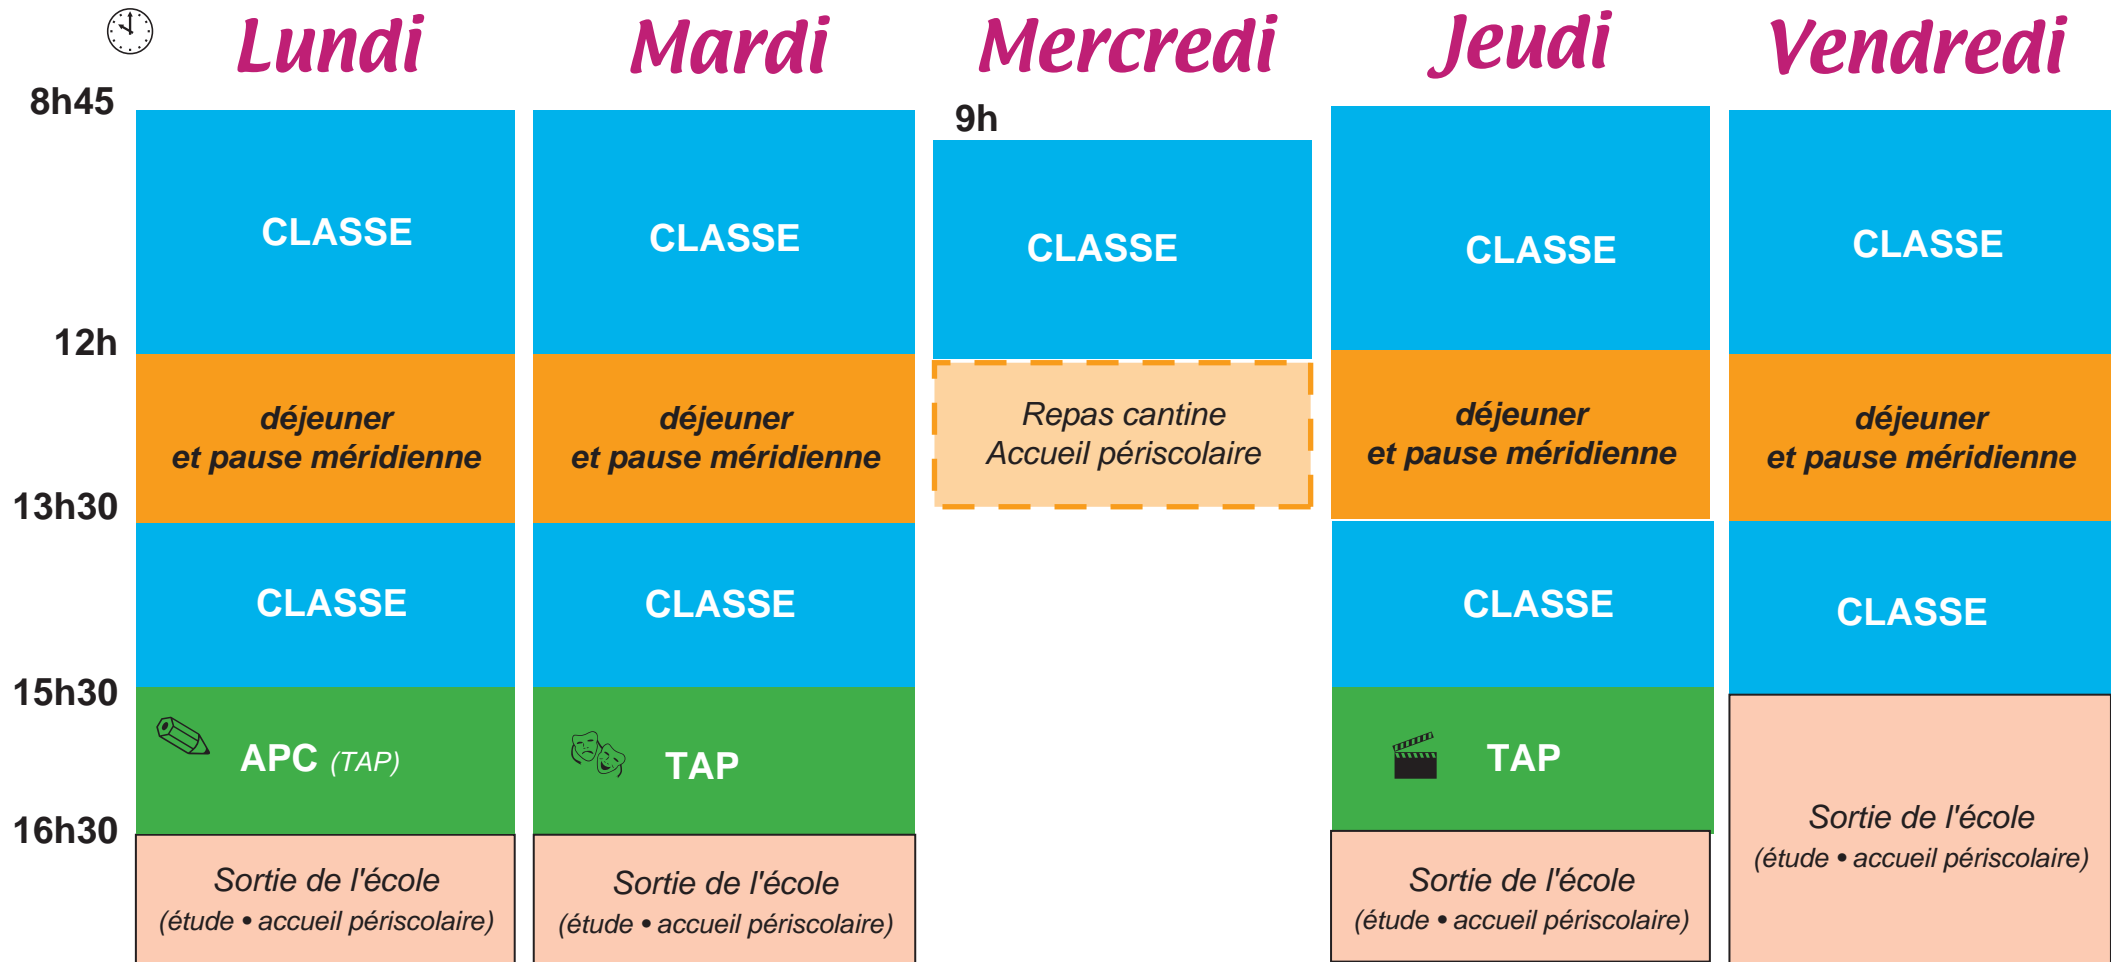 Lundi
Mardi
Mercredi
Jeudi
Vendredi
8h45
9h
CLASSE
CLASSE
CLASSE
CLASSE
CLASSE
12h
déjeuner
et pause méridienne
déjeuner
et pause méridienne
Repas cantine
Accueil périscolaire
déjeuner
et pause méridienne
déjeuner
et pause méridienne
13h30
CLASSE
CLASSE
CLASSE
CLASSE
15h30
APC (TAP)
TAP
TAP
16h30
Sortie de l'école
(étude • accueil périscolaire)
Sortie de l'école
(étude • accueil périscolaire)
Sortie de l'école
(étude • accueil périscolaire)
Sortie de l'école
(étude • accueil périscolaire)